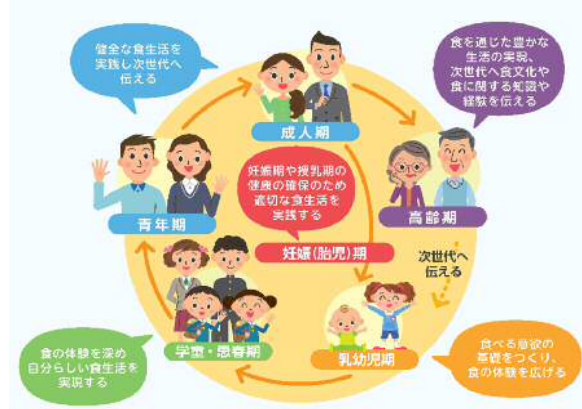 健全な食生活を
実践し次世代へ
伝える
食を通じた豊かな
生活の実現、
次世代へ食文化や
食に関する知識や
経験を伝える
成人期
妊娠期や授乳期の
健康の確保のため
適切な食生活を
実践する
青年期
高齢期
妊娠(胎児)期
次世代へ
伝える
学童・思春期
乳幼児期
食の体験を深め
自分らしい食生活を
実現する
食べる意欲の
基礎をつくり、
食の体験を広げる